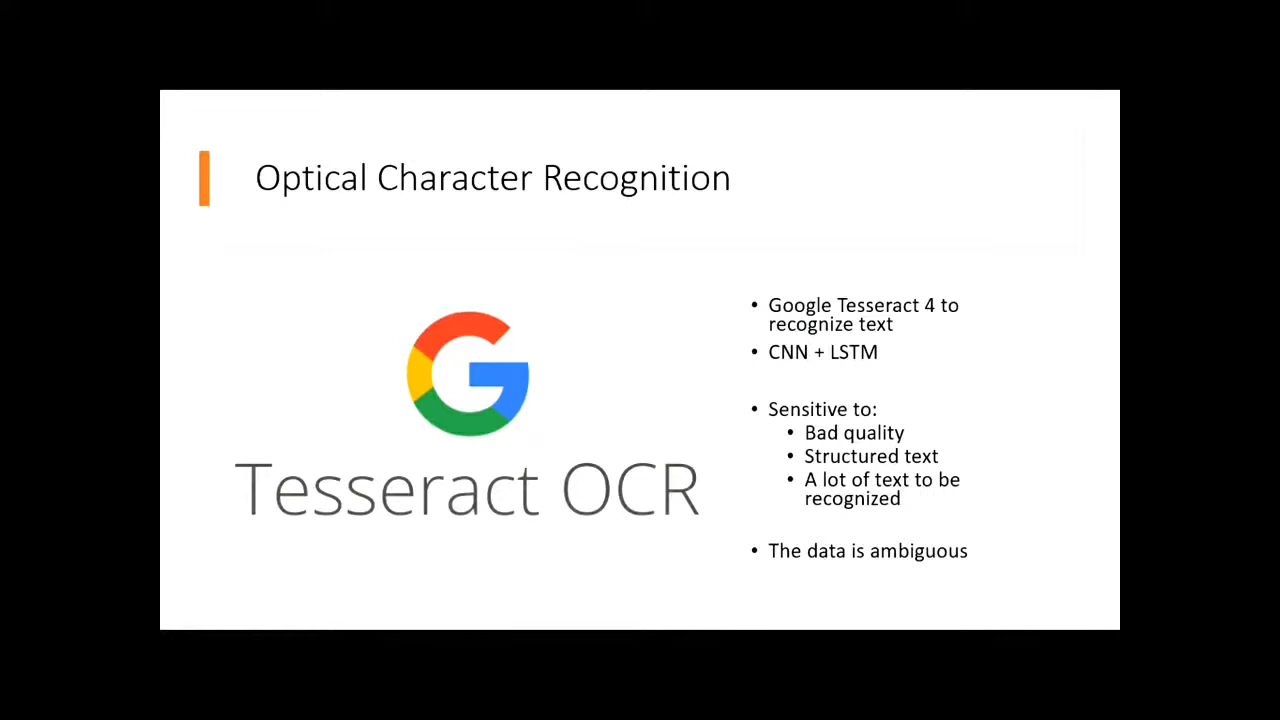 Optical Character Recognition
Tesseract OCR
• Google Tesseract 4 to
recognize text
• CNN + LSTM
• Sensitive to:
• Bad quality
• Structured text
• A lot of text to be
recognized
• The data is ambiguous